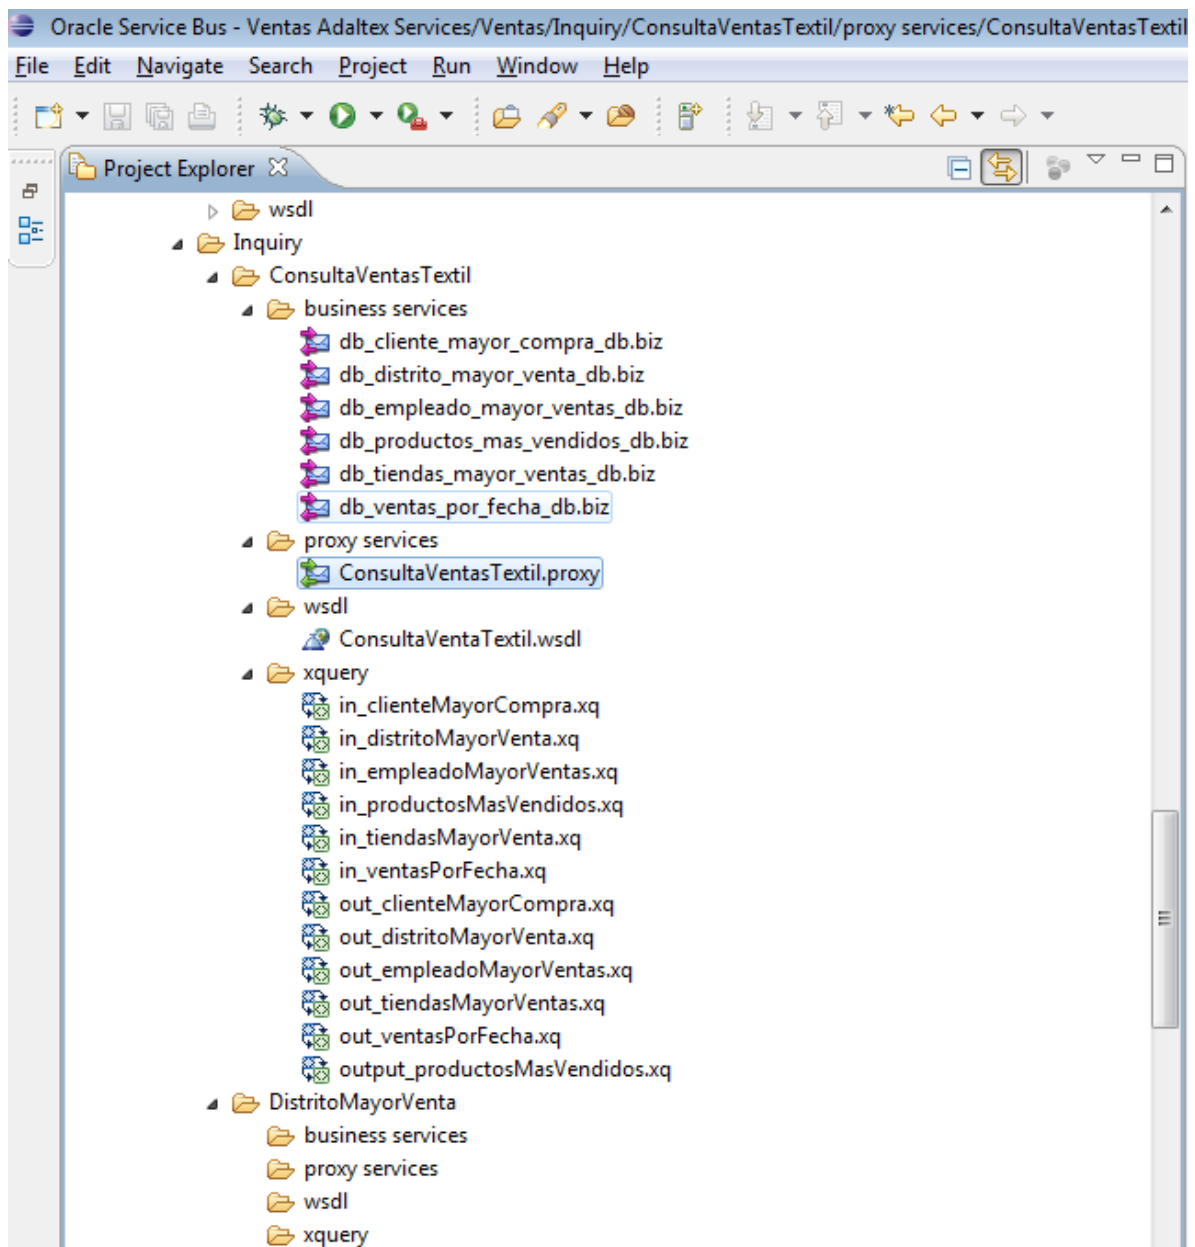 Oracle Service Bus - Ventas Adaltex Services/Ventas/Inquiry/ConsultaVentasTextil/proxy services/ConsultaVentasTextil
File Edit Navigate Search Project Run Window Help
Project Explorer
wsdl
Inquiry
ConsultaVentasTextil
business services
db_cliente_mayor_compra_db.biz
db_distrito_mayor_venta_db.biz
db_empleado_mayor_ventas_db.biz
db_productos_mas_vendidos_db.biz
db_tiendas_mayor_ventas_db.biz
db_ventas_por_fecha_db.biz
proxy services
ConsultaVentasTextil.proxy
wsdl
ConsultaVentaTextil.wsdl
xquery
in_clienteMayorCompra.xq
in_distritoMayorVenta.xq
in_empleadoMayorVentas.xq
in_productosMasVendidos.xq
in_tiendasMayorVenta.xq
in_ventasPorFecha.xq
out_clienteMayorCompra.xq
out_distritoMayorVenta.xq
out_empleadoMayorVentas.xq
out_tiendasMayorVentas.xq
out_ventasPorFecha.xq
output_productosMasVendidos.xq
DistritoMayorVenta
business services
proxy services
wsdl
xquery